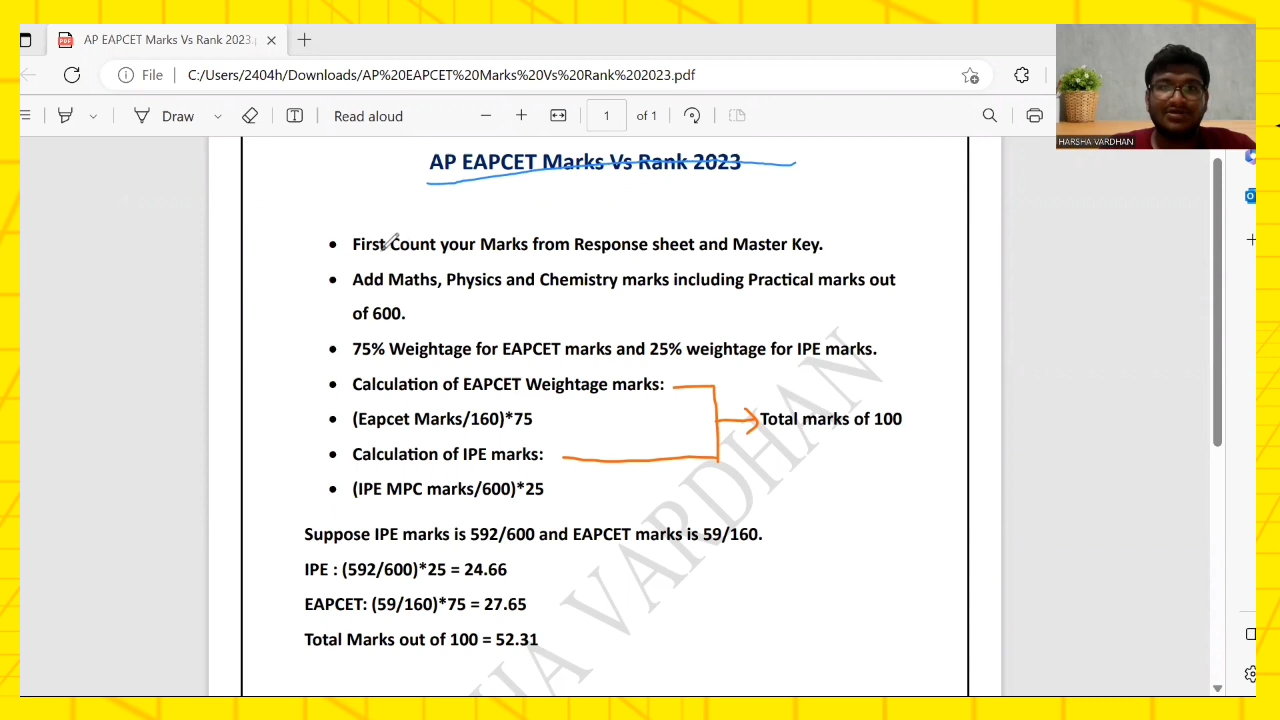 AP EAPCET Marks Vs Rank 2023.p
File
C:/Users/2404h/Downloads/AP%20EAPCET%20Marks%20Vs%20Rank%202023.pdf
Draw
Read aloud
1
of 1
HARSHA VARDHAN
AP EAPCET Marks Vs Rank 2023
• First Count your Marks from Response sheet and Master Key.
• Add Maths, Physics and Chemistry marks including Practical marks out
of 600.
• 75% Weightage for EAPCET marks and 25% weightage for IPE marks.
• Calculation of EAPCET Weightage marks:
• (Eapcet Marks/160)*75
Total marks of 100
• Calculation of IPE marks:
• (IPE MPC marks/600)*25
Suppose IPE marks is 592/600 and EAPCET marks is 59/160.
IPE : (592/600)*25 = 24.66
EAPCET: (59/160)*75 = 27.65
Total Marks out of 100 = 52.31
HA VARDHAN